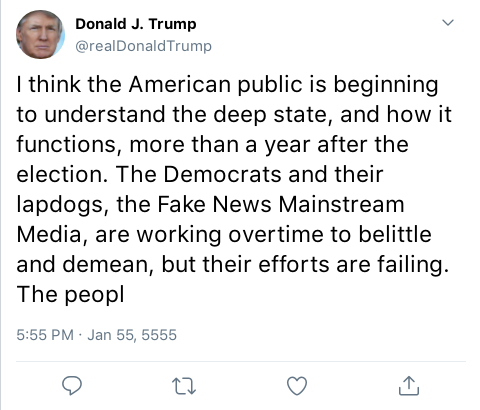 Donald J. Trump
@realDonaldTrump
I think the American public is beginning
to understand the deep state, and how it
functions, more than a year after the
election. The Democrats and their
lapdogs, the Fake News Mainstream
Media, are working overtime to belittle
and demean, but their efforts are failing.
The peopl
5:55 PM · Jan 55, 5555